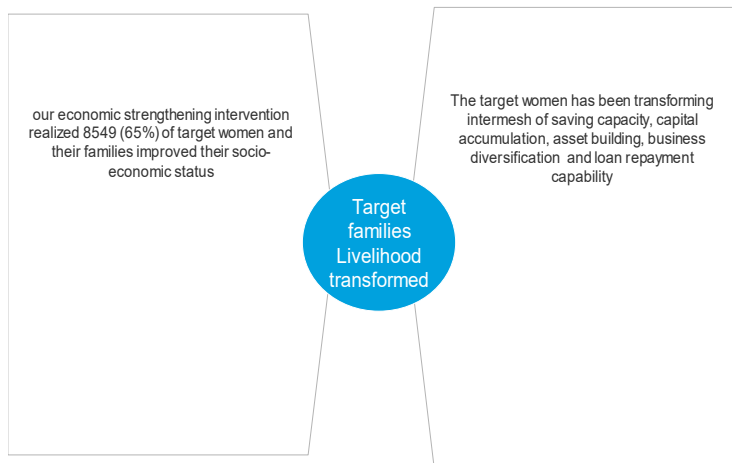 our economic strengthening intervention
realized 8549 (65%) of target women and
their families improved their socio-
economic status
Target
families
Livelihood
transformed
The target women has been transforming
intermesh of saving capacity, capital
accumulation, asset building, business
diversification and loan repayment
capability